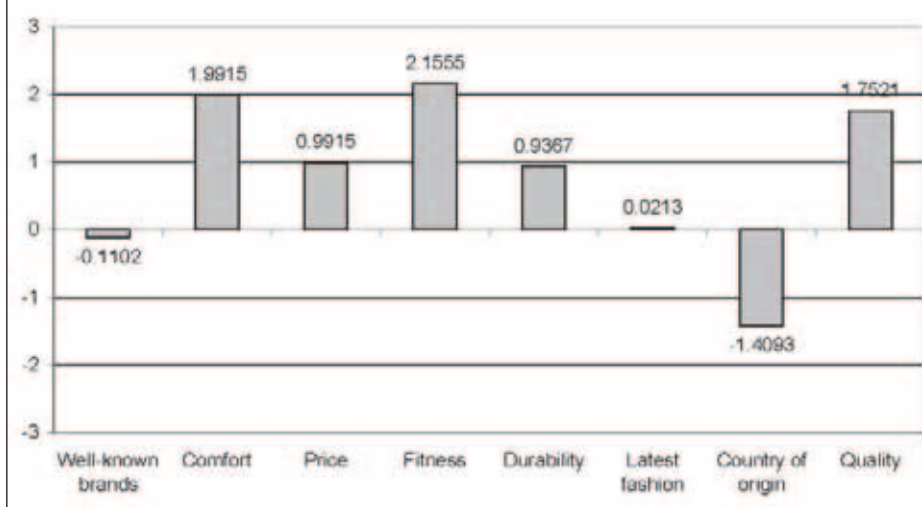 3
2
1
0
-1
-2
-3
-0.1102
1.9915
0.9915
2.1555
0.9367
0.0213
-1.4093
1.7521
Well-known brands
Comfort
Price
Fitness
Durability
Latest fashion
Country of origin
Quality